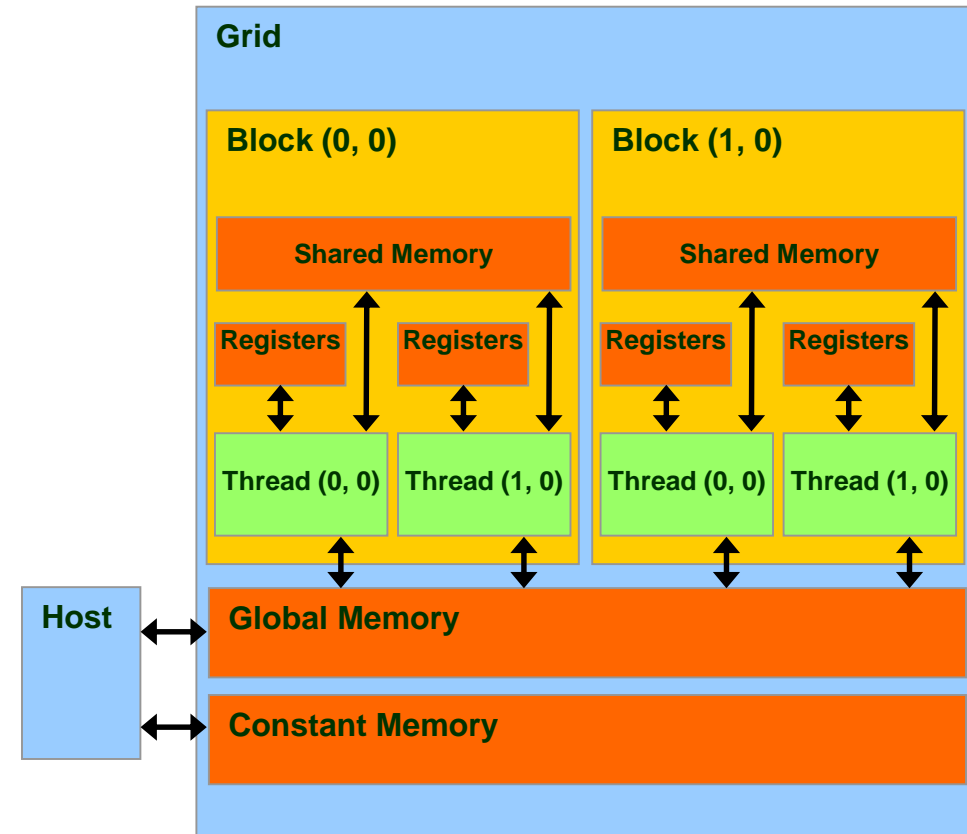 Grid
Block (0, 0)
Block (1, 0)
Shared Memory
Shared Memory
Registers
Registers
Registers
Registers
Thread (0, 0)
Thread (1, 0)
Thread (0, 0)
Thread (1, 0)
Host
Global Memory
Constant Memory